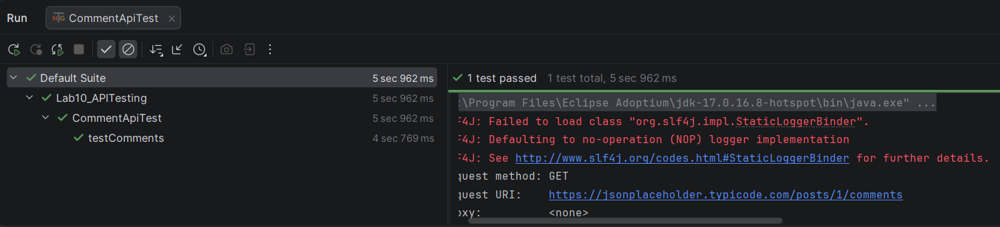 Run CommentApiTest
Default Suite 5 sec 962 ms
Lab10_APITesting 5 sec 962 ms
CommentApiTest 5 sec 962 ms
testComments 4 sec 769 ms
1 test passed 1 test total, 5 sec 962 ms
:\Program Files\Eclipse Adoptium\jdk-17.0.16.8-hotspot\bin\java.exe" ...
F4J: Failed to load class "org.slf4j.impl.StaticLoggerBinder".
F4J: Defaulting to no-operation (NOP) logger implementation
F4J: See http://www.slf4j.org/codes.html#StaticLoggerBinder for further details.
quest method: GET
quest URI: https://jsonplaceholder.typicode.com/posts/1/comments
oxy: <none>